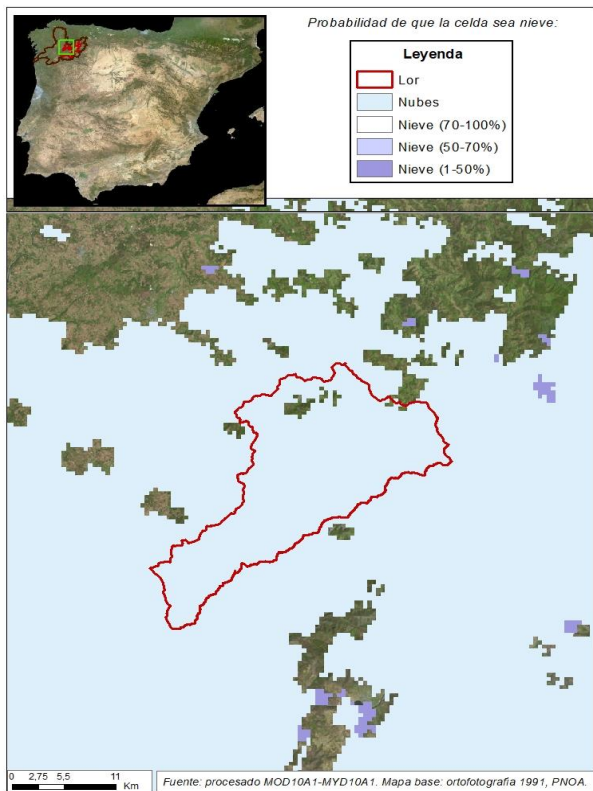 Probabilidad de que la celda sea nieve:
Leyenda
Lor
Nubes
Nieve (70-100%)
Nieve (50-70%)
Nieve (1-50%)
0 2,75 5,5 11
Km
Fuente: procesado MOD10A1-MYD10A1. Mapa base: ortofotografía 1991, PNOA.